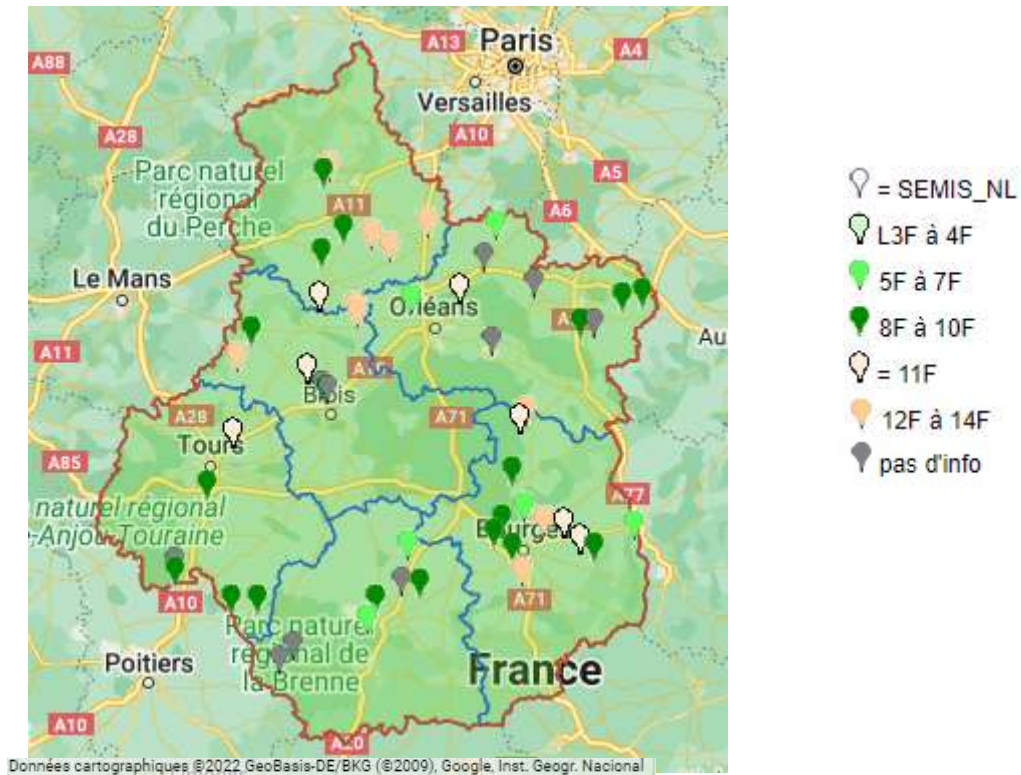 A13
Paris
A4
A88
Versailles
A28
A10
Parc naturel
régional
du Perche
A5
A11
A6
Le Mans
Orléans
Au
A11
Blois
A28
A71
Tours
A85
naturel régional
-Anjou-Touraine
A77
Bourges
A10
A71
Parc naturel
régional de
la Brenne
Poitiers
France
A10
A20
Données cartographiques ©2022 GeoBasis-DE/BKG (©2009), Google, Inst. Geogr. Nacional
= SEMIS_NL
L3F à 4F
5F à 7F
8F à 10F
= 11F
12F à 14F
pas d'info